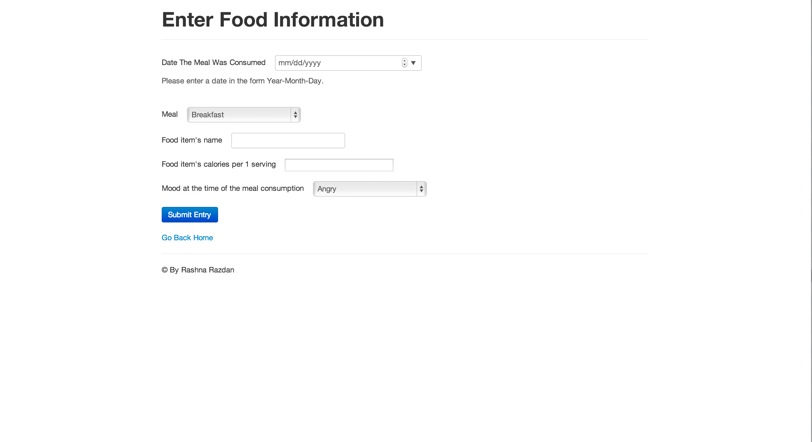 Enter Food Information
Date The Meal Was Consumed mm/dd/yyyy
Please enter a date in the form Year-Month-Day.
Meal Breakfast
Food item's name
Food item's calories per 1 serving
Mood at the time of the meal consumption Angry
Submit Entry
Go Back Home
© By Rashna Razdan